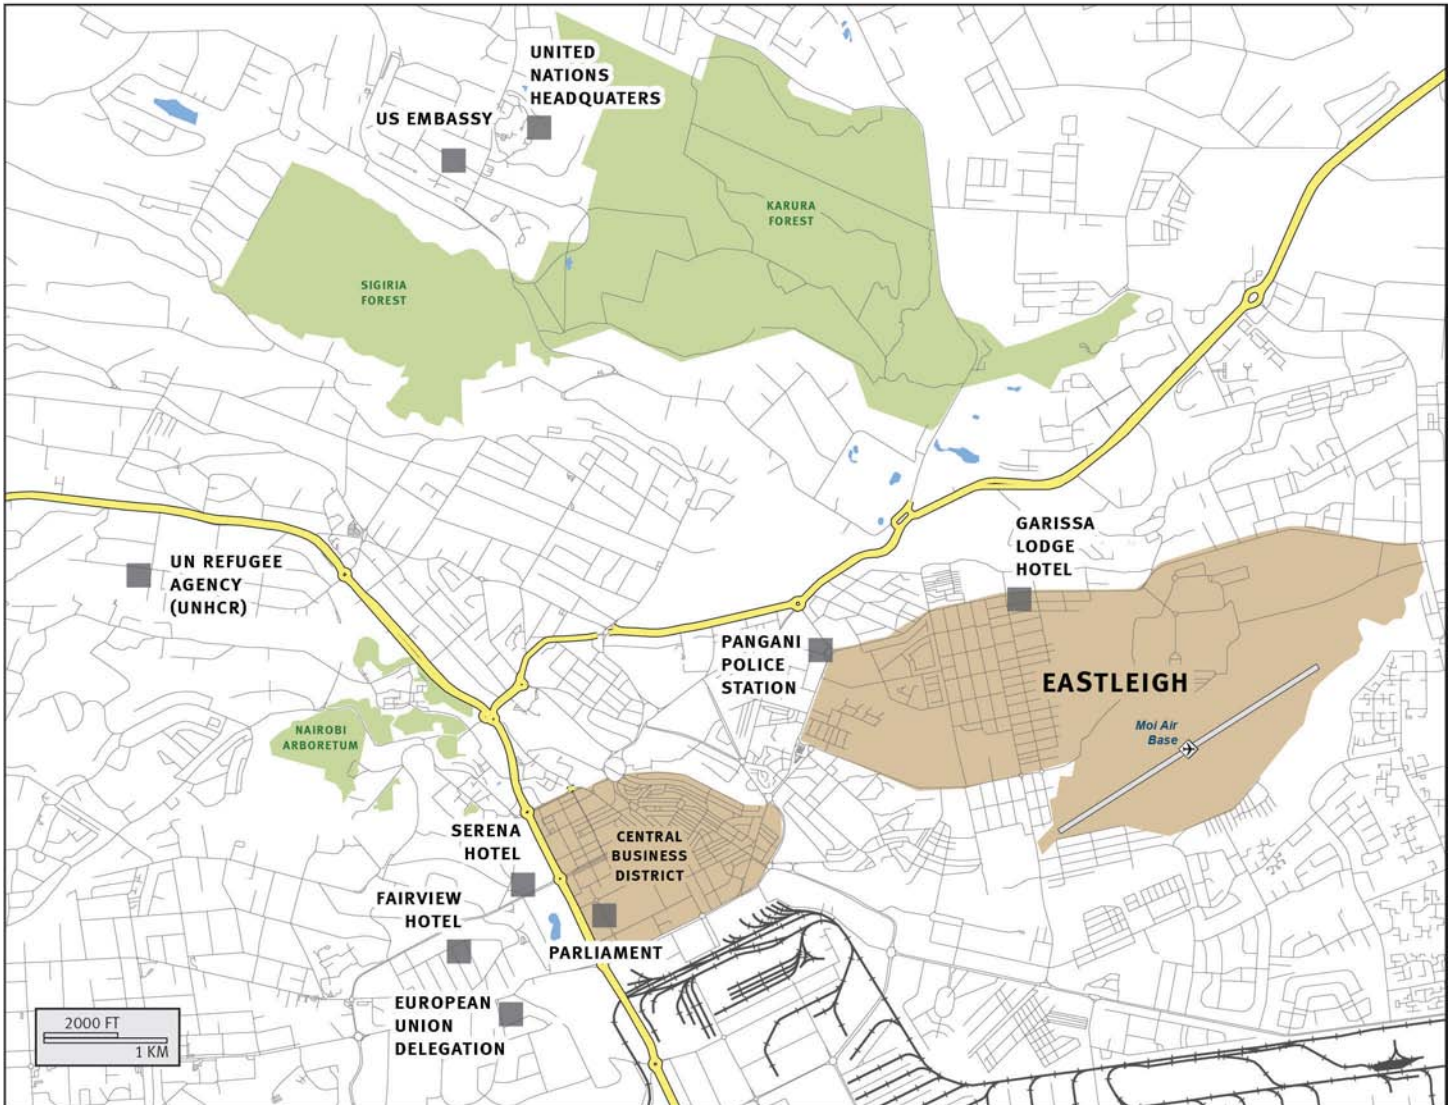 UNITED
NATIONS
HEADQUATERS
US EMBASSY
KARURA
FOREST
SIGIRIA
FOREST
GARISSA
LODGE
HOTEL
UN REFUGEE
AGENCY
(UNHCR)
PANGANI
POLICE
STATION
EASTLEIGH
Moi Air
Base
NAIROBI
ARBORETUM
SERENA
HOTEL
CENTRAL
BUSINESS
DISTRICT
FAIRVIEW
HOTEL
PARLIAMENT
EUROPEAN
UNION
DELEGATION
2000 FT
1 KM